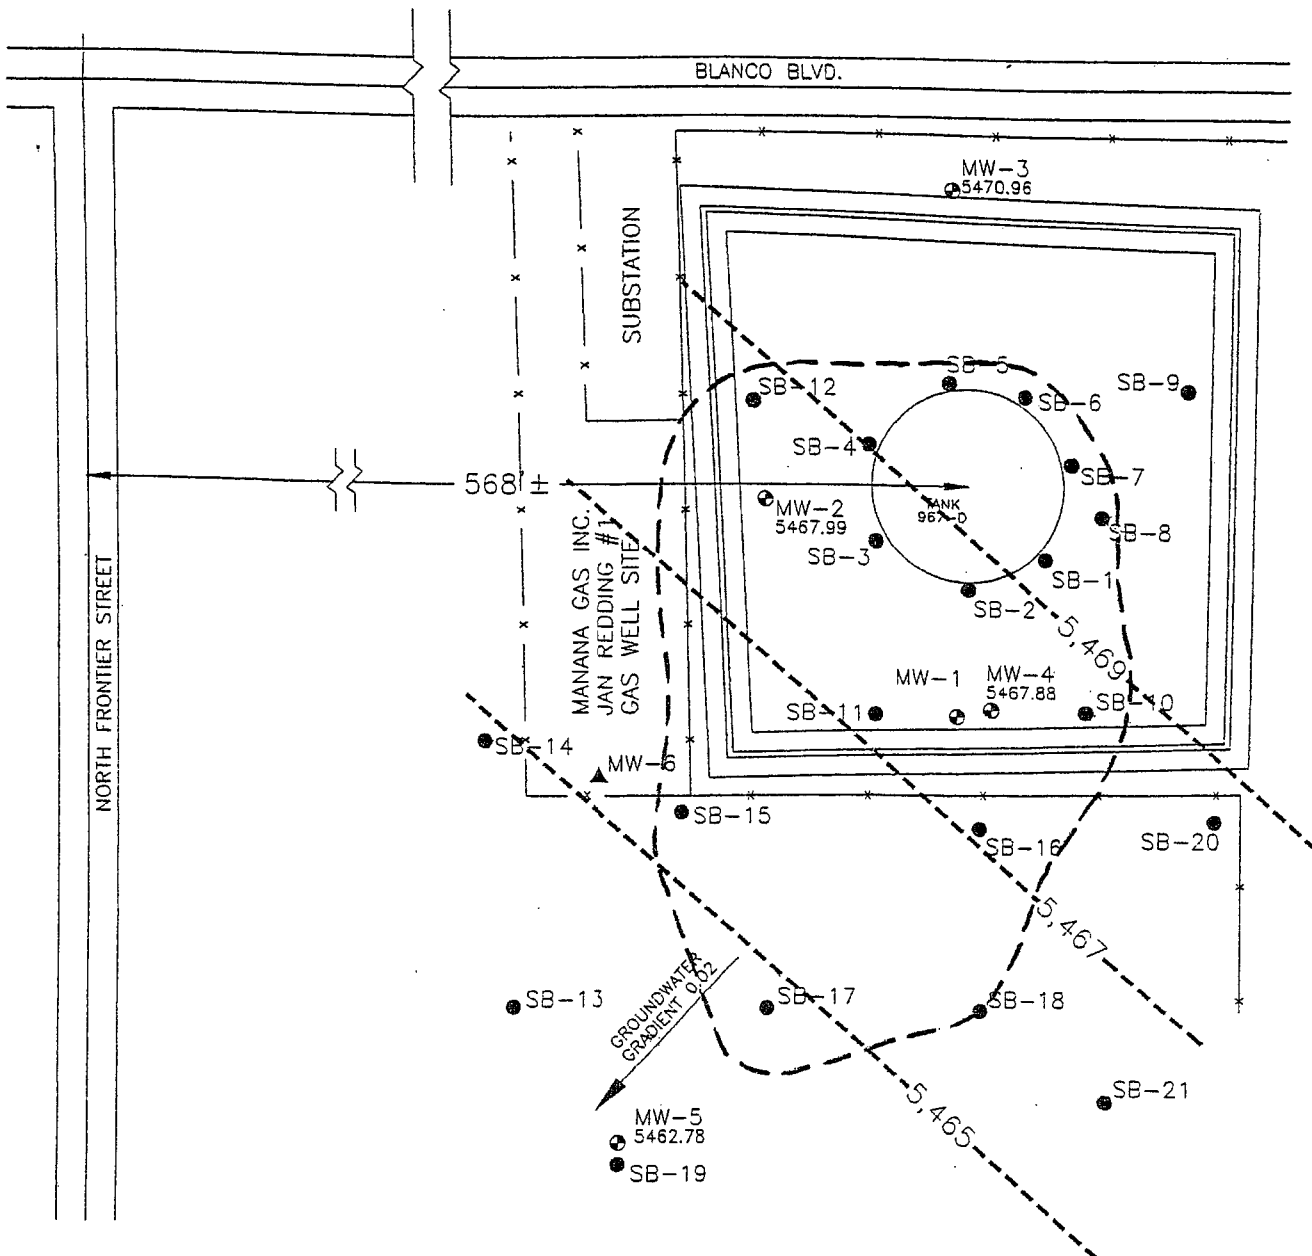 BLANCO BLVD.
MW-3
5470.96
SUBSTATION
SB-5
SB-12
SB-6
SB-9
SB-4
SB-7
568'±
MW-2
5467.99
TANK
SB-8
SB-3
SB-1
SB-2
MANANA GAS INC.
JAN REDDING #1
GAS WELL SITE
NORTH FRONTIER STREET
5,469
MW-1
MW-4
5467.88
SB-11
SB-10
SB-14
MW-6
SB-15
SB-16
SB-20
5,467
GROUNDWATER
GRADIENT 0.02
SB-13
SB-17
SB-18
SB-21
5,465
MW-5
5462.78
SB-19